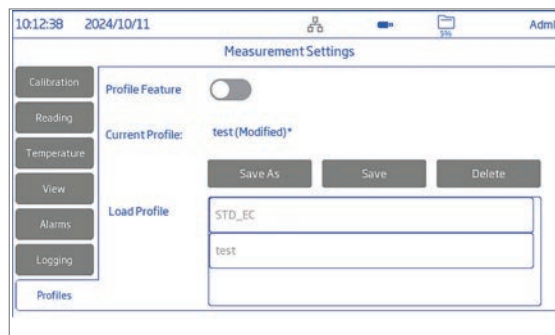 10:12:38 2024/10/11 5% Admi
Measurement Settings
Calibration
Profile Feature
Reading
Current Profile: test (Modified)*
Temperature
Save As Save Delete
View
Load Profile
STD_EC
Alarms
test
Logging
Profiles